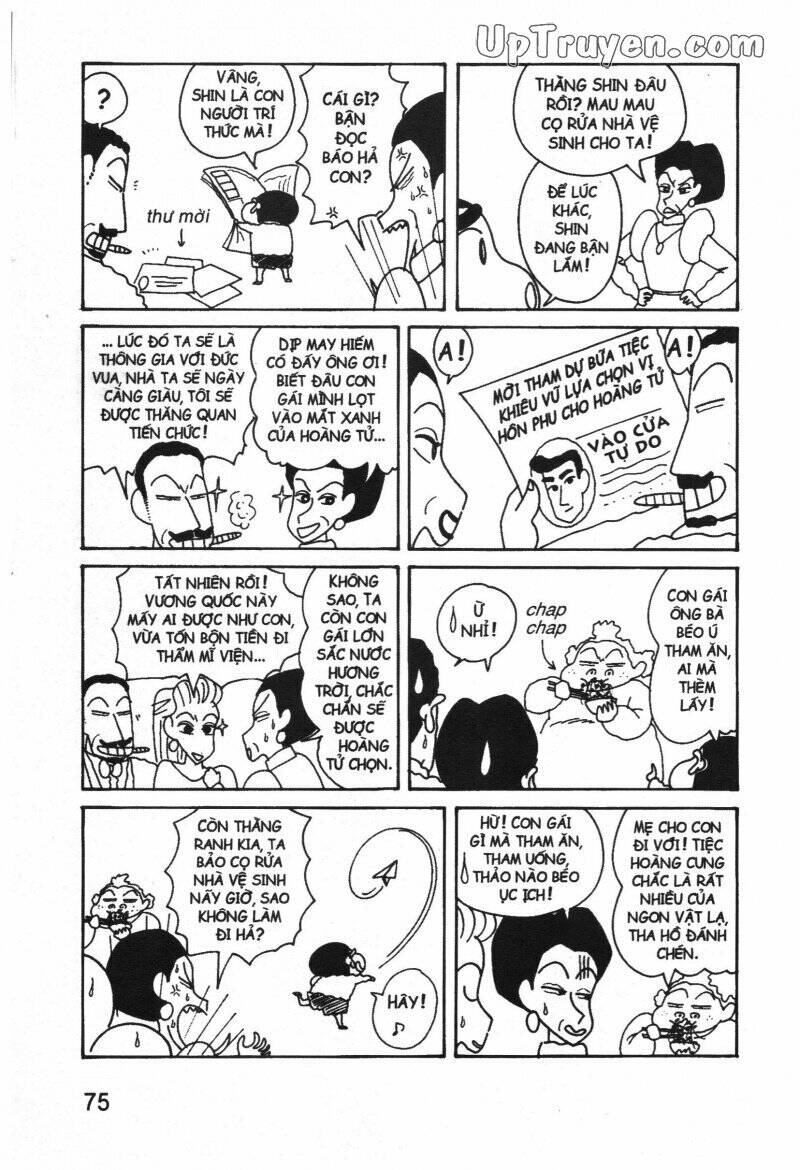 UpTruyen.com
THẰNG SHIN ĐÂU
RỒI? MAU MAU
CỌ RỬA NHÀ VỆ
SINH CHO TA!
ĐỂ LÚC
KHÁC,
SHIN
ĐANG BẬN
LẮM!
CÁI GÌ?
BẬN
ĐỌC
BÁO HẢ
CON?
VÂNG,
SHIN LÀ CON
NGƯỜI TRÍ
THỨC MÀ!
?
thư mời
A!
MỜI THAM DỰ BỮA TIỆC
KHIÊU VŨ LỰA CHỌN VỊ
HÔN PHU CHO HOÀNG TỬ
VÀO CỬA
TỰ DO
A!
DỊP MAY HIẾM
CÓ ĐẤY ÔNG ƠI!
BIẾT ĐÂU CON
GÁI MÌNH LỌT
VÀO MẮT XANH
CỦA HOÀNG TỬ...
... LÚC ĐÓ TA SẼ LÀ
THÔNG GIA VỚI ĐỨC
VUA, NHÀ TA SẼ NGÀY
CÀNG GIÀU, TÔI SẼ
ĐƯỢC THĂNG QUAN
TIẾN CHỨC!
CON GÁI
ÔNG BÀ
BÉO Ú
THAM ĂN,
AI MÀ
THÈM
LẤY!
chap
chap
Ừ
NHỈ!
KHÔNG
SAO, TA
CÒN CON
GÁI LỚN
SẮC NƯỚC
HƯƠNG
TRỜI, CHẮC
CHẮN SẼ
ĐƯỢC
HOÀNG
TỬ CHỌN.
TẤT NHIÊN RỒI!
VƯƠNG QUỐC NÀY
MẤY AI ĐƯỢC NHƯ CON,
VỪA TỐN BỘN TIỀN ĐI
THẨM MĨ VIỆN...
MẸ CHO CON
ĐI VỚI! TIỆC
HOÀNG CUNG
CHẮC LÀ RẤT
NHIỀU CỦA
NGON VẬT LẠ,
THA HỒ ĐÁNH
CHÉN.
HỪ! CON GÁI
GÌ MÀ THAM ĂN,
THAM UỐNG,
THẢO NÀO BÉO
ỤC ỊCH!
CÒN THẰNG
RANH KIA, TA
BẢO CỌ RỬA
NHÀ VỆ SINH
NÃY GIỜ, SAO
KHÔNG LÀM
ĐI HẢ?
HÂY!
75